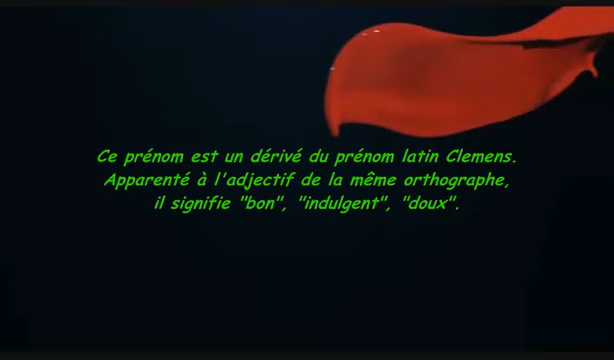 Ce prénom est un dérivé du prénom latin Clemens.
Apparenté à l'adjectif de la même orthographe,
il signifie "bon", "indulgent", "doux".